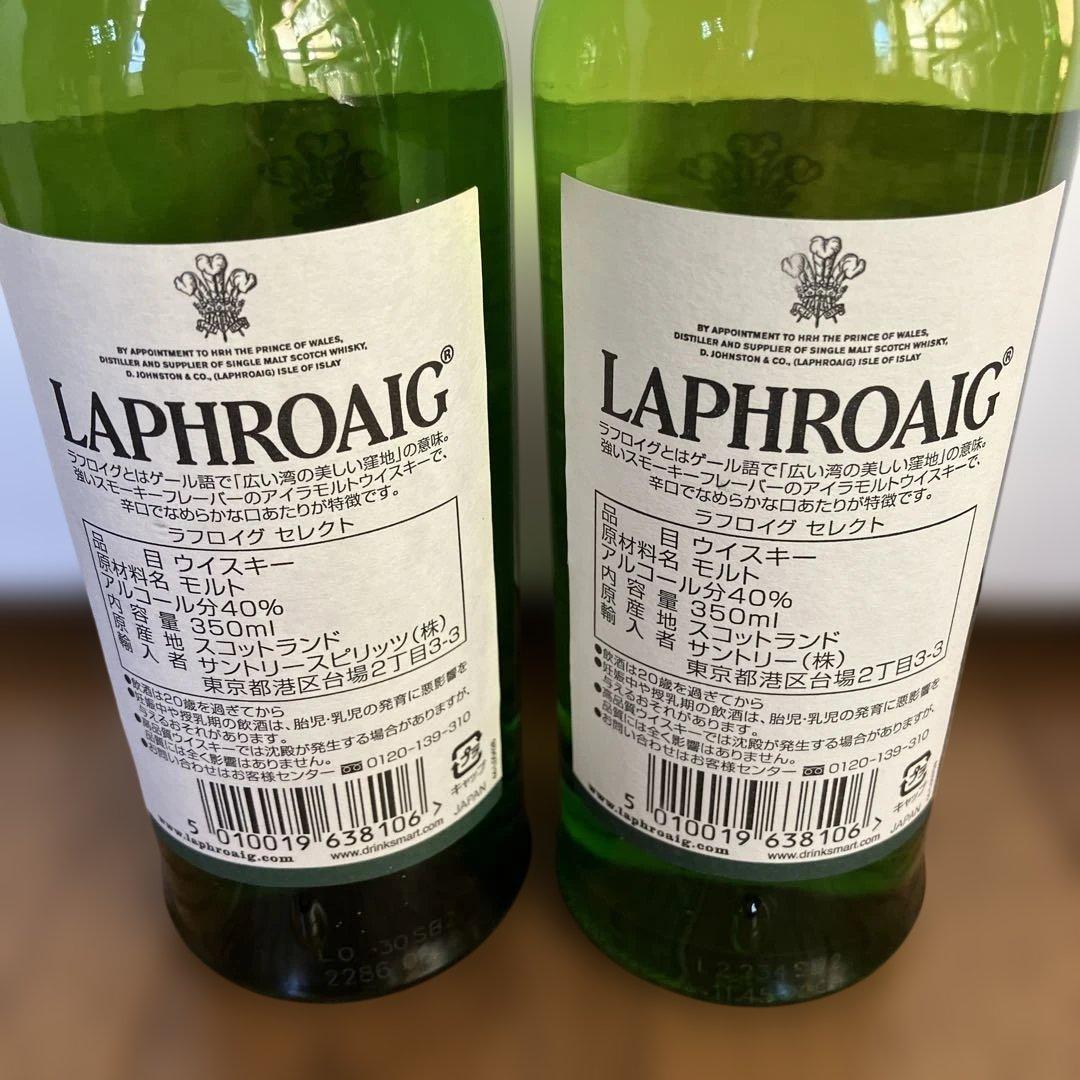 BY APPOINTMENT TO HRH THE PRINCE OF WALES,
DISTILLER AND SUPPLIER OF SINGLE MALT SCOTCH WHISKY,
D. JOHNSTON & CO., (LAPHROAIG) ISLE OF ISLAY
LAPHROAIG®
ラフロイグとはゲール語で「広い湾の美しい窪地」の意味。
強いスモーキーフレーバーのアイラモルトウイスキーで、
辛口でなめらかな口あたりが特徴です。
ラフロイグ セレクト
品目 ウイスキー
原材料名 モルト
アルコール分40%
内容量 350ml
原産地 スコットランド
輸入者 サントリースピリッツ(株)
東京都港区台場2丁目3-3
●飲酒は20歳を過ぎてから
●妊娠中や授乳期の飲酒は、胎児・乳児の発育に悪影響を
与えるおそれがあります。
●高品質ウイスキーでは沈殿が発生する場合がありますが、
品質には全く影響はありません。
●お問い合わせはお客様センター 0120-139-310
キャップ
5 010019 638106 >
JAPAN
www.laphroaig.com
www.drinksmart.com
BY APPOINTMENT TO HRH THE PRINCE OF WALES,
DISTILLER AND SUPPLIER OF SINGLE MALT SCOTCH WHISKY,
D. JOHNSTON & CO., (LAPHROAIG) ISLE OF ISLAY
LAPHROAIG®
ラフロイグとはゲール語で「広い湾の美しい窪地」の意味。
強いスモーキーフレーバーのアイラモルトウイスキーで、
辛口でなめらかな口あたりが特徴です。
ラフロイグ セレクト
品目 ウイスキー
原材料名 モルト
アルコール分40%
内容量 350ml
原産地 スコットランド
輸入者 サントリー(株)
東京都港区台場2丁目3-3
●飲酒は20歳を過ぎてから
●妊娠中や授乳期の飲酒は、胎児・乳児の発育に悪影響を
与えるおそれがあります。
●高品質ウイスキーでは沈殿が発生する場合がありますが、
品質には全く影響はありません。
●お問い合わせはお客様センター 0120-139-310
キャップ
5 010019 638106 >
JAPAN
www.laphroaig.com
www.drinksmart.com
2286